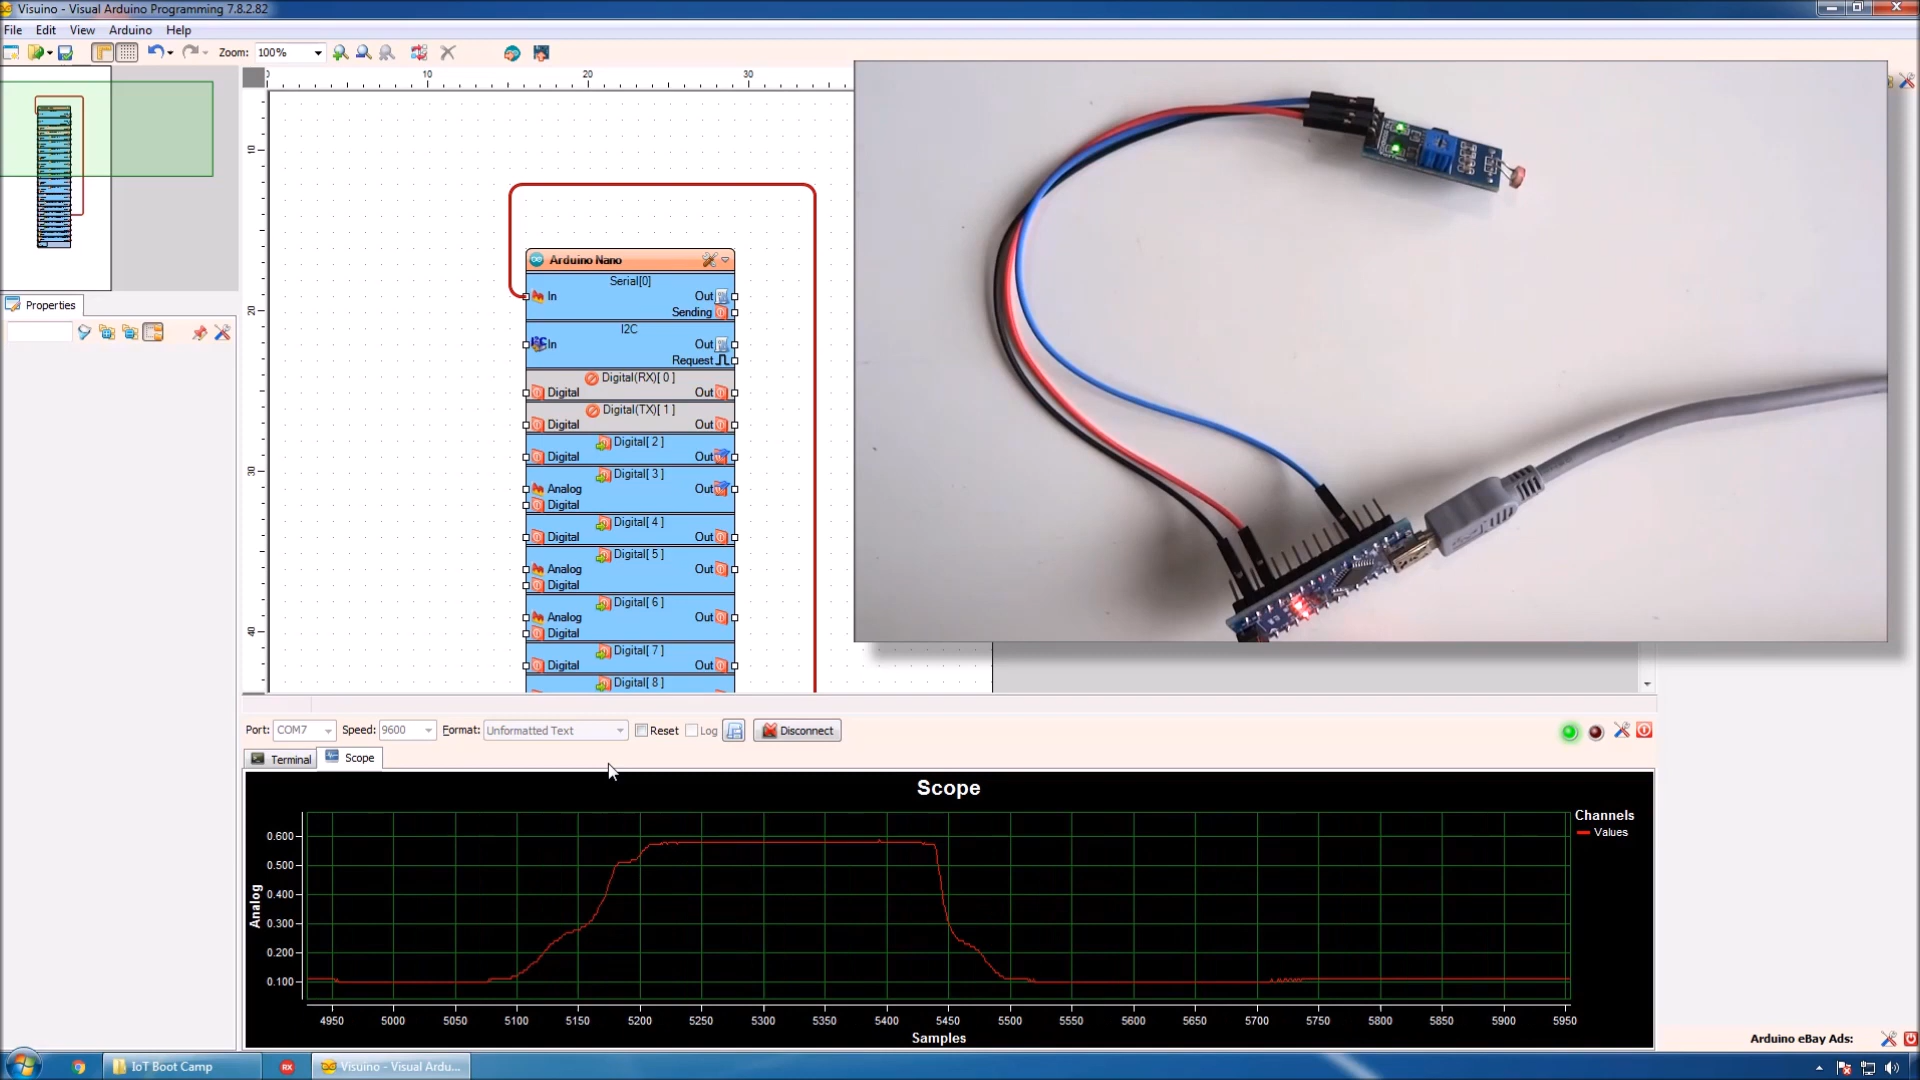 Visuino - Visual Arduino Programming 7.8.2.82
File Edit View Arduino Help
Zoom: 100%
0 10 20 30
10
20
30
40
Properties
Arduino Nano
Serial[0]
In Out
Sending
I2C
In Out
Request
Digital(RX)[ 0 ]
Digital Out
Digital(TX)[ 1 ]
Digital Out
Digital[ 2 ]
Digital Out
Digital[ 3 ]
Analog Out
Digital
Digital[ 4 ]
Digital Out
Digital[ 5 ]
Analog Out
Digital
Digital[ 6 ]
Analog Out
Digital
Digital[ 7 ]
Digital Out
Digital[ 8 ]
Port: COM7 Speed: 9600 Format: Unformatted Text Reset Log Disconnect
Terminal Scope
Scope
Channels
Values
0.600
0.500
0.400
0.300
0.200
0.100
Analog
4950 5000 5050 5100 5150 5200 5250 5300 5350 5400 5450 5500 5550 5600 5650 5700 5750 5800 5850 5900 5950
Samples
Arduino eBay Ads:
IoT Boot Camp RX Visuino - Visual Ardu...